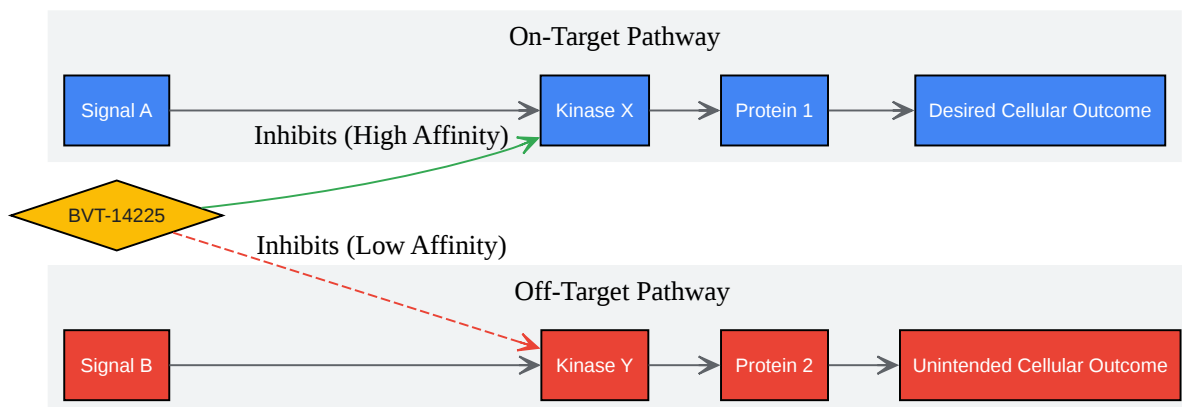 On-Target Pathway
Signal A
Kinase X
Protein 1
Desired Cellular Outcome
Inhibits (High Affinity)
BVT-14225
Inhibits (Low Affinity)
Off-Target Pathway
Signal B
Kinase Y
Protein 2
Unintended Cellular Outcome